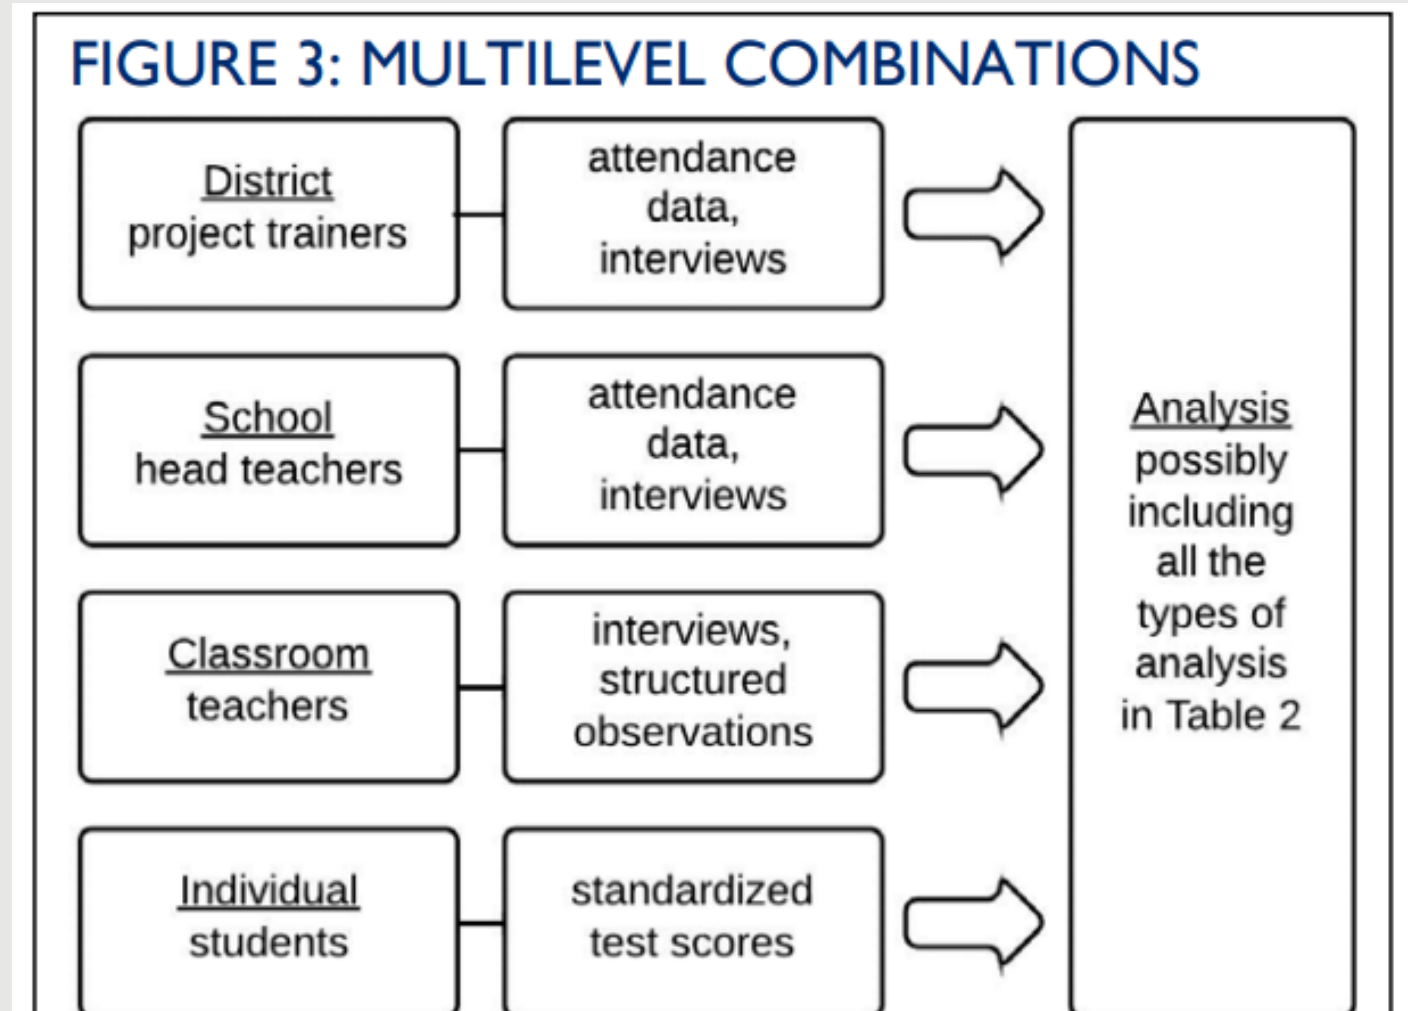 FIGURE 3: MULTILEVEL COMBINATIONS
District
project trainers
attendance
data,
interviews
School
head teachers
attendance
data,
interviews
Classroom
teachers
interviews,
structured
observations
Individual
students
standardized
test scores
Analysis
possibly
including
all the
types of
analysis
in Table 2